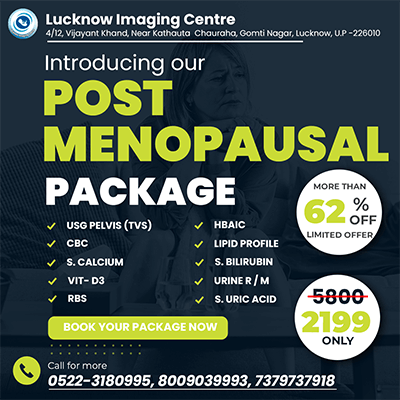 Lucknow Imaging Centre
4/12, Vijayant Khand, Near Kathauta Chauraha, Gomti Nagar, Lucknow, U.P -226010
Introducing our
POST
MENOPAUSAL
PACKAGE
MORE THAN
62 % OFF
LIMITED OFFER
USG PELVIS (TVS)
CBC
S. CALCIUM
VIT- D3
RBS
HBAIC
LIPID PROFILE
S. BILIRUBIN
URINE R / M
S. URIC ACID
5800
2199
ONLY
BOOK YOUR PACKAGE NOW
Call for more
0522-3180995, 8009039993, 7379737918